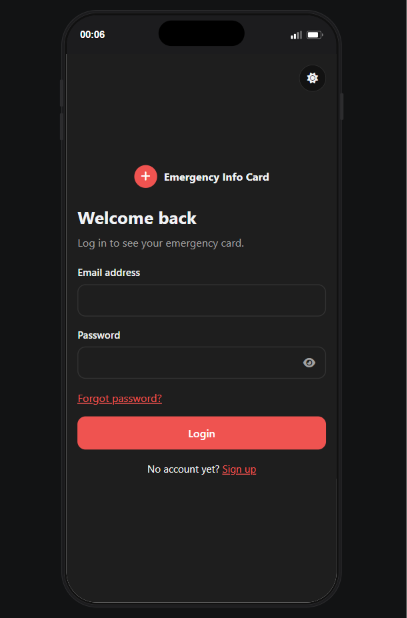 00:06
Emergency Info Card
Welcome back
Log in to see your emergency card.
Email address
Password
Forgot password?
Login
No account yet? Sign up